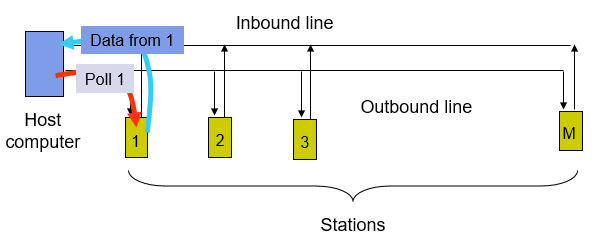 Inbound line
Data from 1
Poll 1
Outbound line
Host
computer
1
2
3
M
Stations